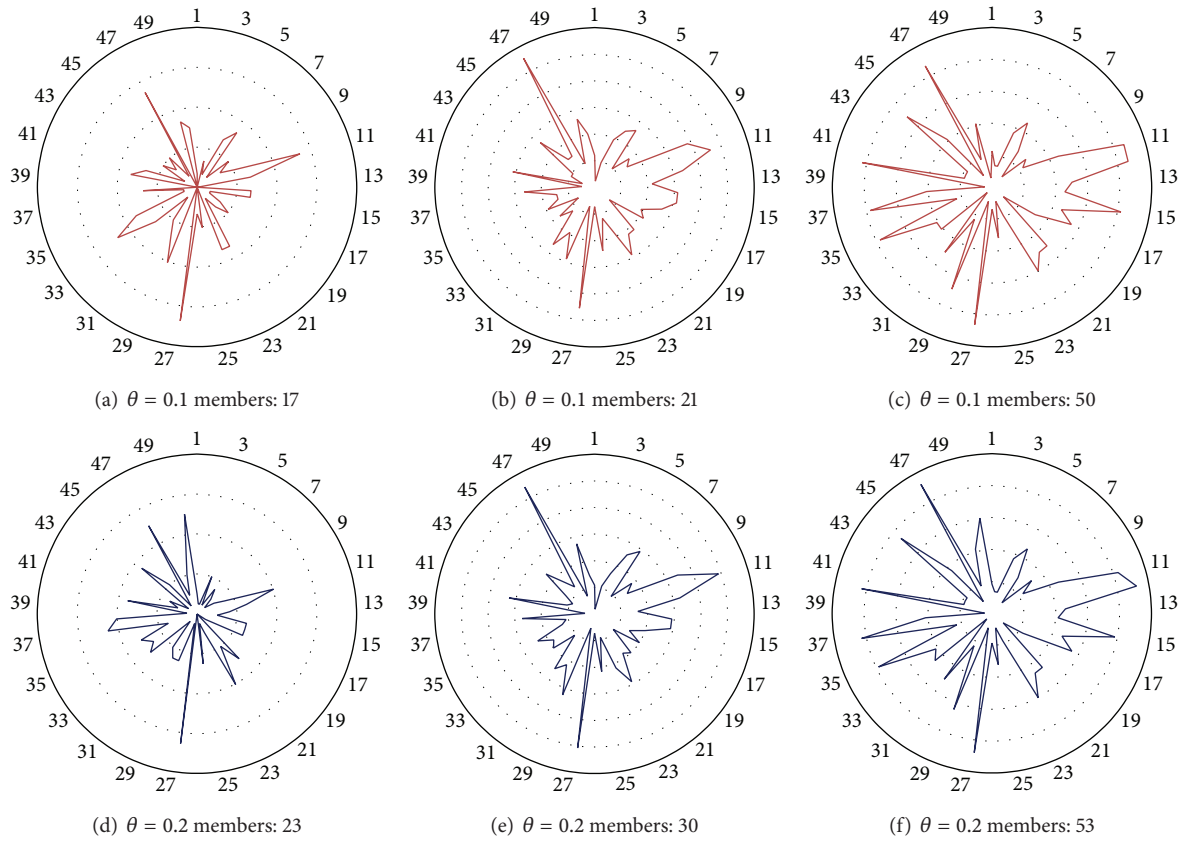 1 3 5 7 9 11 13 15 17 19 21 23 25 27 29 31 33 35 37 39 41 43 45 47 49
(a) θ = 0.1 members: 17
1 3 5 7 9 11 13 15 17 19 21 23 25 27 29 31 33 35 37 39 41 43 45 47 49
(b) θ = 0.1 members: 21
1 3 5 7 9 11 13 15 17 19 21 23 25 27 29 31 33 35 37 39 41 43 45 47 49
(c) θ = 0.1 members: 50
1 3 5 7 9 11 13 15 17 19 21 23 25 27 29 31 33 35 37 39 41 43 45 47 49
(d) θ = 0.2 members: 23
1 3 5 7 9 11 13 15 17 19 21 23 25 27 29 31 33 35 37 39 41 43 45 47 49
(e) θ = 0.2 members: 30
1 3 5 7 9 11 13 15 17 19 21 23 25 27 29 31 33 35 37 39 41 43 45 47 49
(f) θ = 0.2 members: 53